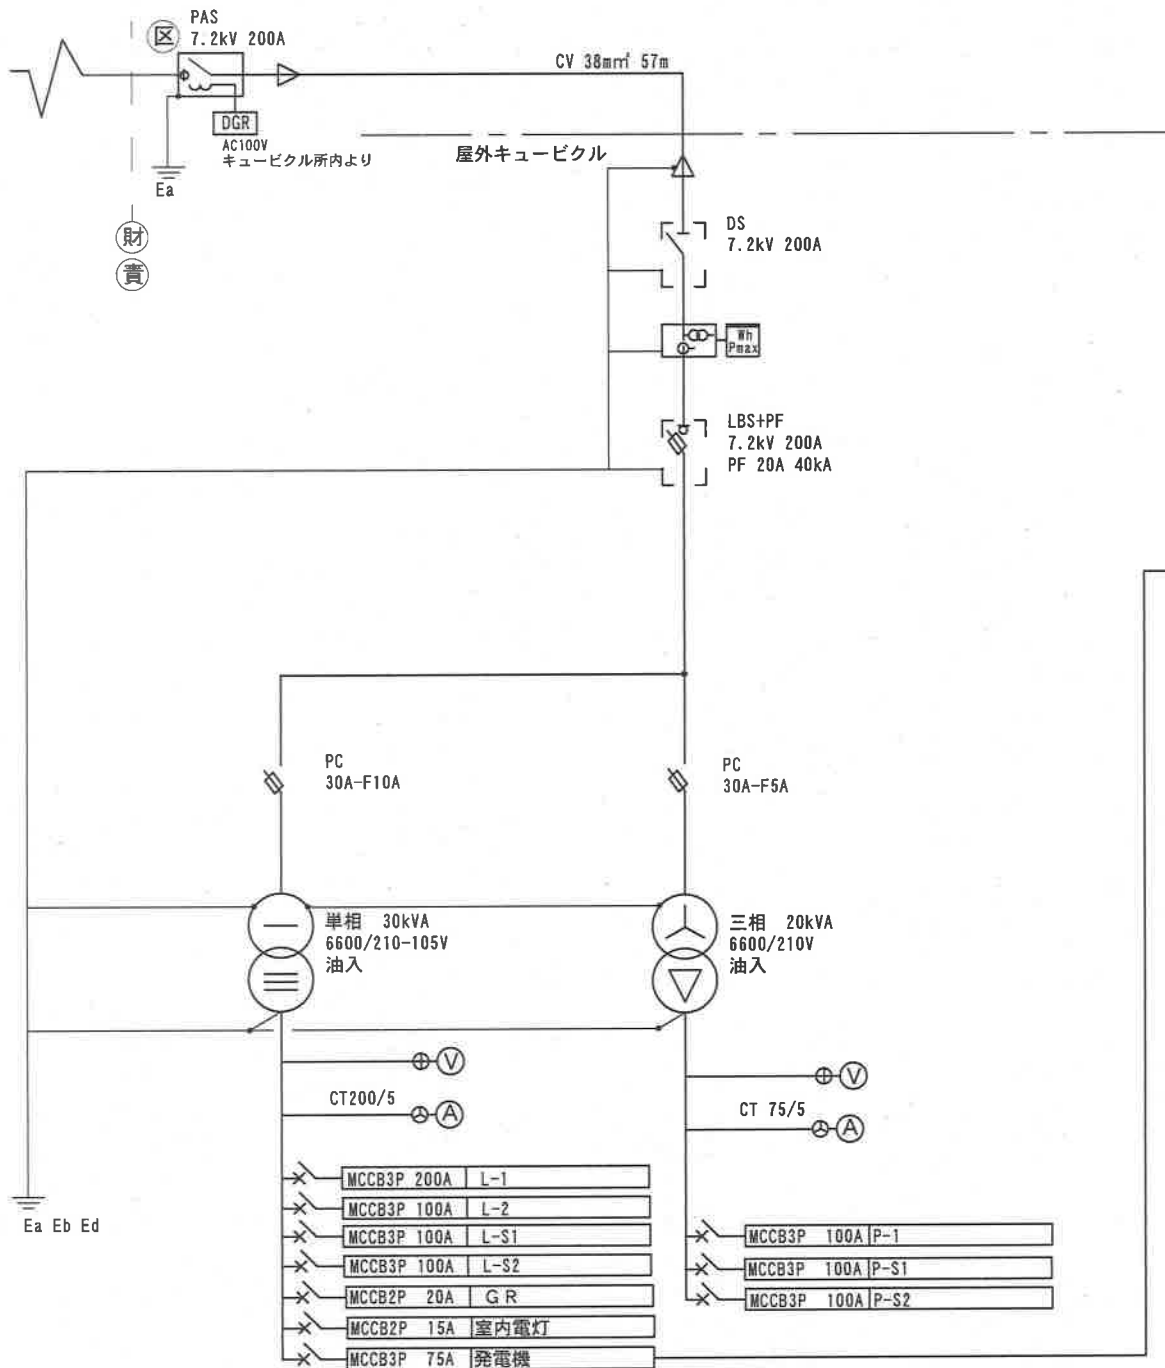 PAS
区 7.2kV 200A
CV 38m㎡ 57m
DGR
AC100V
キュービクル所内より
屋外キュービクル
Ea
財
責
DS
7.2kV 200A
Wh
Pmax
LBS+PF
7.2kV 200A
PF 20A 40kA
PC
30A-F10A
PC
30A-F5A
単相 30kVA
6600/210-105V
油入
三相 20kVA
6600/210V
油入
V
CT200/5
A
V
CT 75/5
A
MCCB3P 200A L-1
MCCB3P 100A L-2
MCCB3P 100A L-S1
MCCB3P 100A L-S2
MCCB2P 20A GR
MCCB2P 15A 室内電灯
MCCB3P 75A 発電機
MCCB3P 100A P-1
MCCB3P 100A P-S1
MCCB3P 100A P-S2
Ea Eb Ed